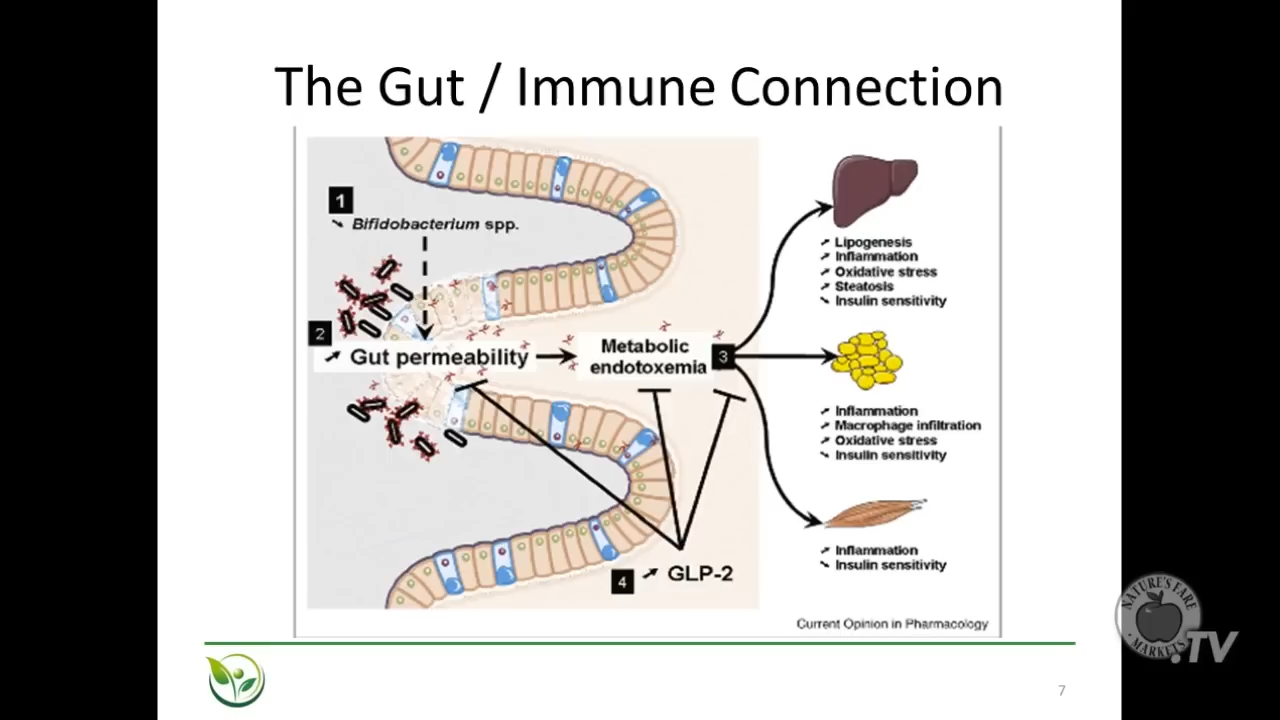 The Gut / Immune Connection
1
↘ Bifidobacterium spp.
2
↗ Gut permeability
Metabolic
endotoxemia
3
↗ Lipogenesis
↗ Inflammation
↗ Oxidative stress
↗ Steatosis
↘ Insulin sensitivity
↗ Inflammation
↗ Macrophage infiltration
↗ Oxidative stress
↘ Insulin sensitivity
↗ Inflammation
↘ Insulin sensitivity
4
↗ GLP-2
Current Opinion in Pharmacology
7
NATURE'S FARE
MARKETS
.TV